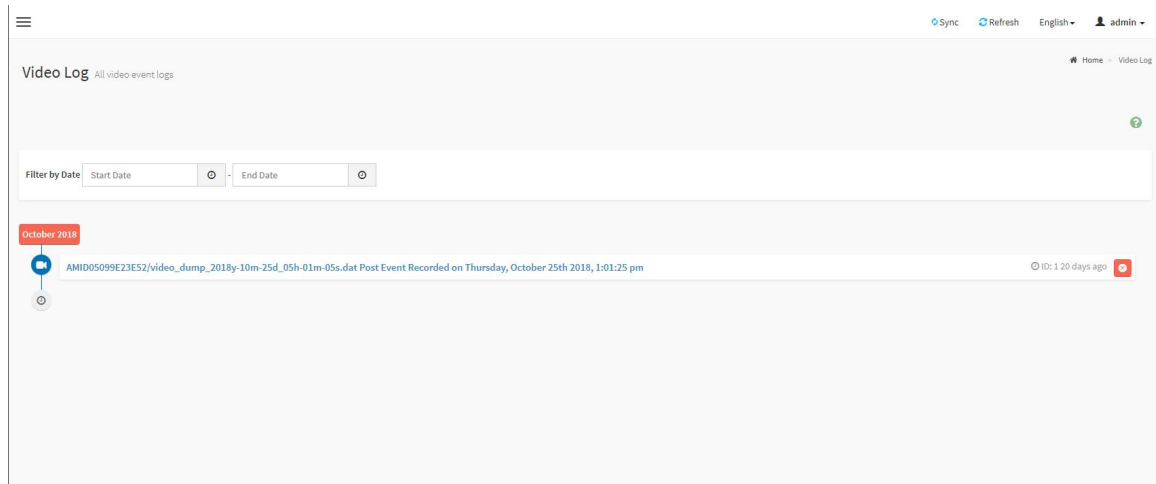 Sync Refresh English admin
Video Log All video event logs
Home > Video Log
Filter by Date Start Date - End Date
October 2018
AMID05099E23E52/video_dump_2018y-10m-25d_05h-01m-05s.dat Post Event Recorded on Thursday, October 25th 2018, 1:01:25 pm ID: 1 20 days ago